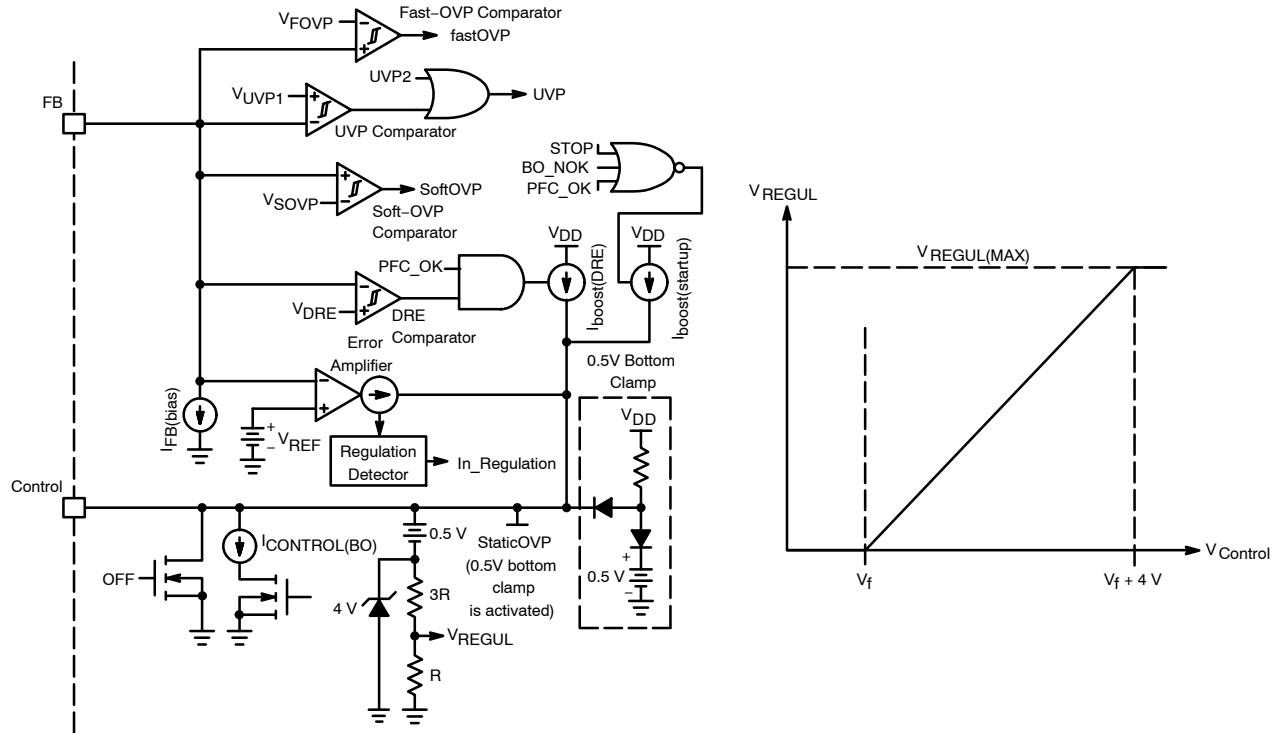 Fast–OVP Comparator
VFOVP
fastOVP
UVP2
UVP
VUVP1
UVP Comparator
FB
STOP
BO_NOK
PFC_OK
SoftOVP
VSOVP
Soft–OVP
Comparator
VDD
VDD
PFC_OK
Iboost(DRE)
Iboost(startup)
VDRE
DRE
Comparator
Error
Amplifier
0.5V Bottom
Clamp
VDD
IFB(bias)
VREF
Regulation
Detector
In_Regulation
Control
ICONTROL(BO)
0.5 V
StaticOVP
(0.5V bottom
clamp
is activated)
OFF
4 V
3R
0.5 V
VREGUL
R
VREGUL
VREGUL(MAX)
VControl
Vf
Vf + 4 V